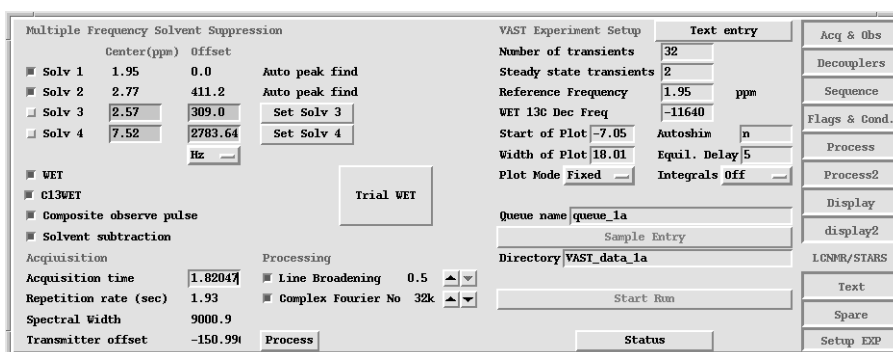 Multiple Frequency Solvent Suppression
Center(ppm) Offset
Solv 1 1.95 0.0 Auto peak find
Solv 2 2.77 411.2 Auto peak find
Solv 3 2.57 309.0 Set Solv 3
Solv 4 7.52 2783.64 Set Solv 4
Hz
WET
C13WET
Composite observe pulse
Solvent subtraction
Trial WET
Acqiuisition
Acquisition time 1.82047
Repetition rate (sec) 1.93
Spectral Width 9000.9
Transmitter offset -150.99
Processing
Line Broadening 0.5
Complex Fourier No 32k
Process
VAST Experiment Setup Text entry
Number of transients 32
Steady state transients 2
Reference Frequency 1.95 ppm
WET 13C Dec Freq -11640
Start of Plot -7.05 Autoshim n
Width of Plot 18.01 Equil. Delay 5
Plot Mode Fixed Integrals Off
Queue name queue_1a
Sample Entry
Directory VAST_data_1a
Start Run
Status
Acq & Obs
Decouplers
Sequence
Flags & Cond.
Process
Process2
Display
display2
LCNMR/STARS
Text
Spare
Setup EXP